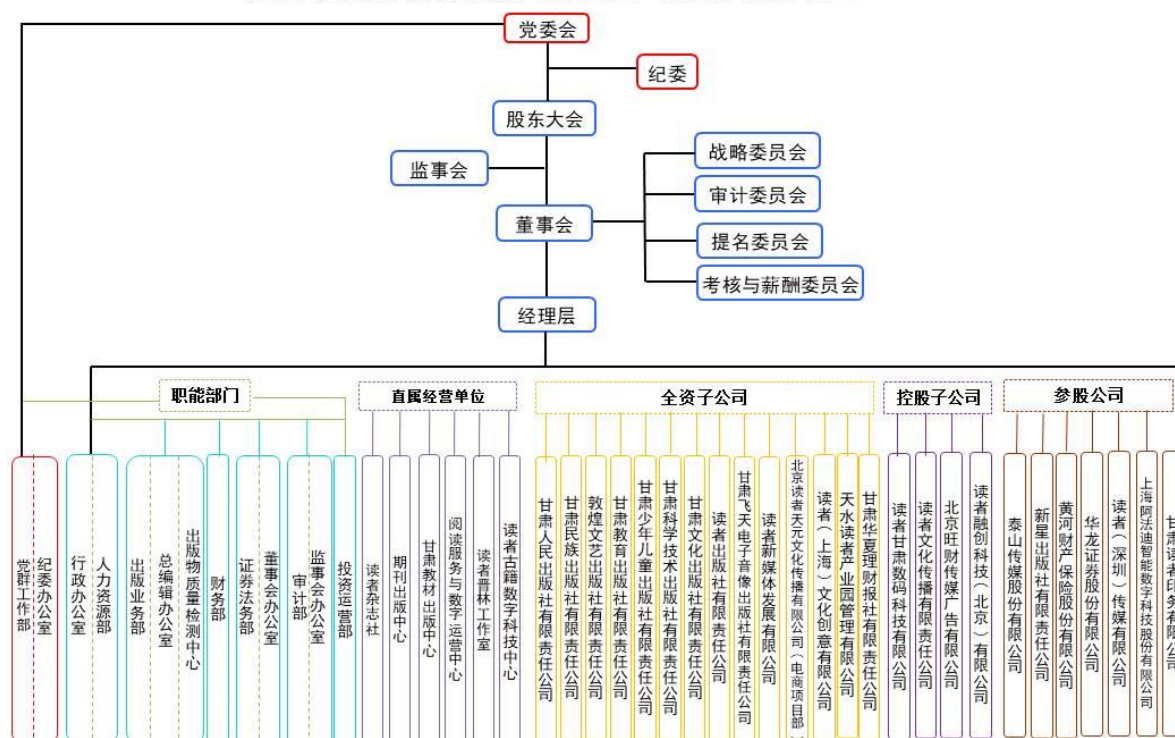 党委会
纪委
股东大会
监事会
战略委员会
审计委员会
董事会
提名委员会
考核与薪酬委员会
经理层
职能部门
直属经营单位
全资子公司
控股子公司
参股公司
党群工作部
纪委办公室
行政办公室
人力资源部
出版业务部
总编辑办公室
出版物质量检测中心
财务部
证券法务部
董事会办公室
审计部
监事会办公室
投资运营部
读者杂志社
期刊出版中心
甘肃教材出版中心
阅读服务与数字运营中心
读者晋林工作室
读者古籍数字科技中心
甘肃人民出版社有限责任公司
甘肃民族出版社有限责任公司
敦煌文艺出版社有限责任公司
甘肃教育出版社有限责任公司
甘肃少年儿童出版社有限责任公司
甘肃科学技术出版社有限责任公司
甘肃文化出版社有限责任公司
读者出版社有限责任公司
甘肃飞天电子音像出版社有限责任公司
读者新媒体发展有限公司
北京读者天元文化传播有限公司（电商项目部
读者（上海）文化创意有限公司
天水读者产业园管理有限公司
甘肃华夏理财报社有限责任公司
读者甘肃数码科技有限公司
读者文化传播有限责任公司
北京旺财传媒广告有限公司
读者融创科技（北京）有限公司
泰山传媒股份有限公司
新星出版社有限责任公司
黄河财产保险股份有限公司
华龙证券股份有限公司
读者（深圳）传媒有限公司
上海阿法迪智能数字科技股份有限公司
甘肃读者印务有限公司